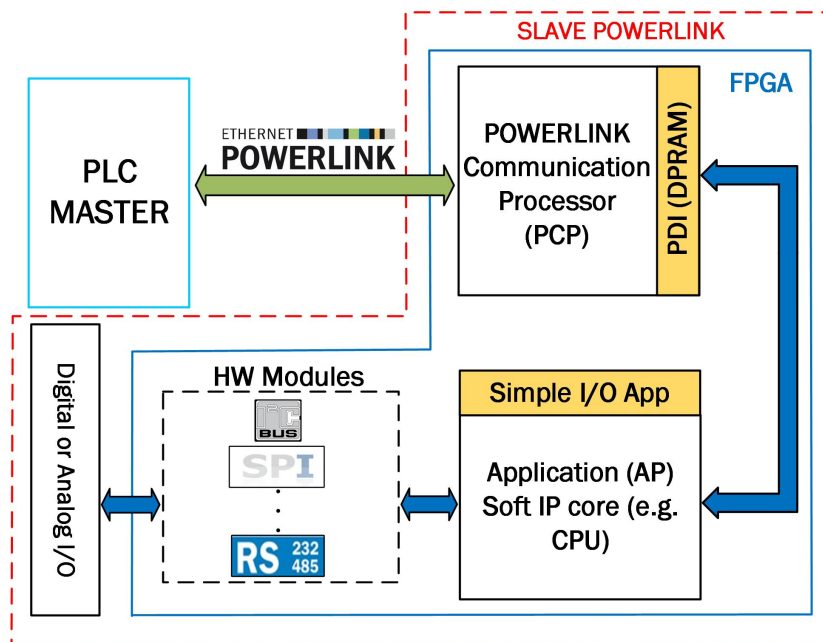 SLAVE POWERLINK
FPGA
PLC
MASTER
ETHERNET
POWERLINK
POWERLINK
Communication
Processor
(PCP)
PDI (DPRAM)
Digital or Analog I/O
HW Modules
I²C
BUS
SPI
RS 232
485
Simple I/O App
Application (AP)
Soft IP core (e.g.
CPU)